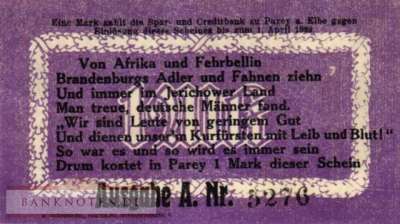 Eine Mark zahlt die Spar- und Creditbank zu Parey a. Elbe gegen
Einlösung dieses Scheines bis zum 1. April 1922
Von Afrika und Fehrbellin
Brandenburgs Adler und Fahnen ziehn
Und immer im Jerichower Land
Man treue, deutsche Männer fand.
„Wir sind Leute von geringem Gut
Und dienen unserm Kurfürsten mit Leib und Blut!"
So war es und so wird es immer sein
Drum kostet in Parey 1 Mark dieser Schein
Ausgabe A. Nr. 5276
BANKNOTEN.DE